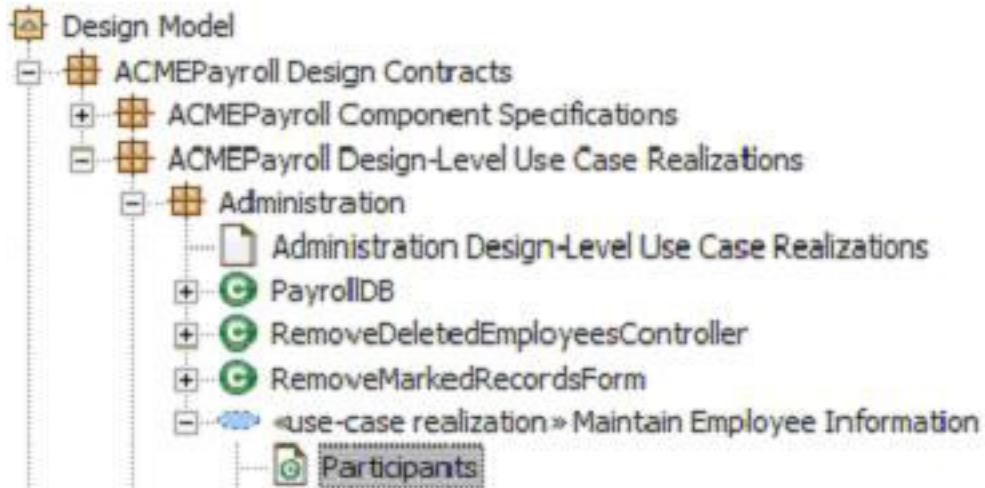 Design Model
ACMEPayroll Design Contracts
ACMEPayroll Component Specifications
ACMEPayroll Design-Level Use Case Realizations
Administration
Administration Design-Level Use Case Realizations
PayrollDB
RemoveDeletedEmployeesController
RemoveMarkedRecordsForm
«use-case realization» Maintain Employee Information
Participants